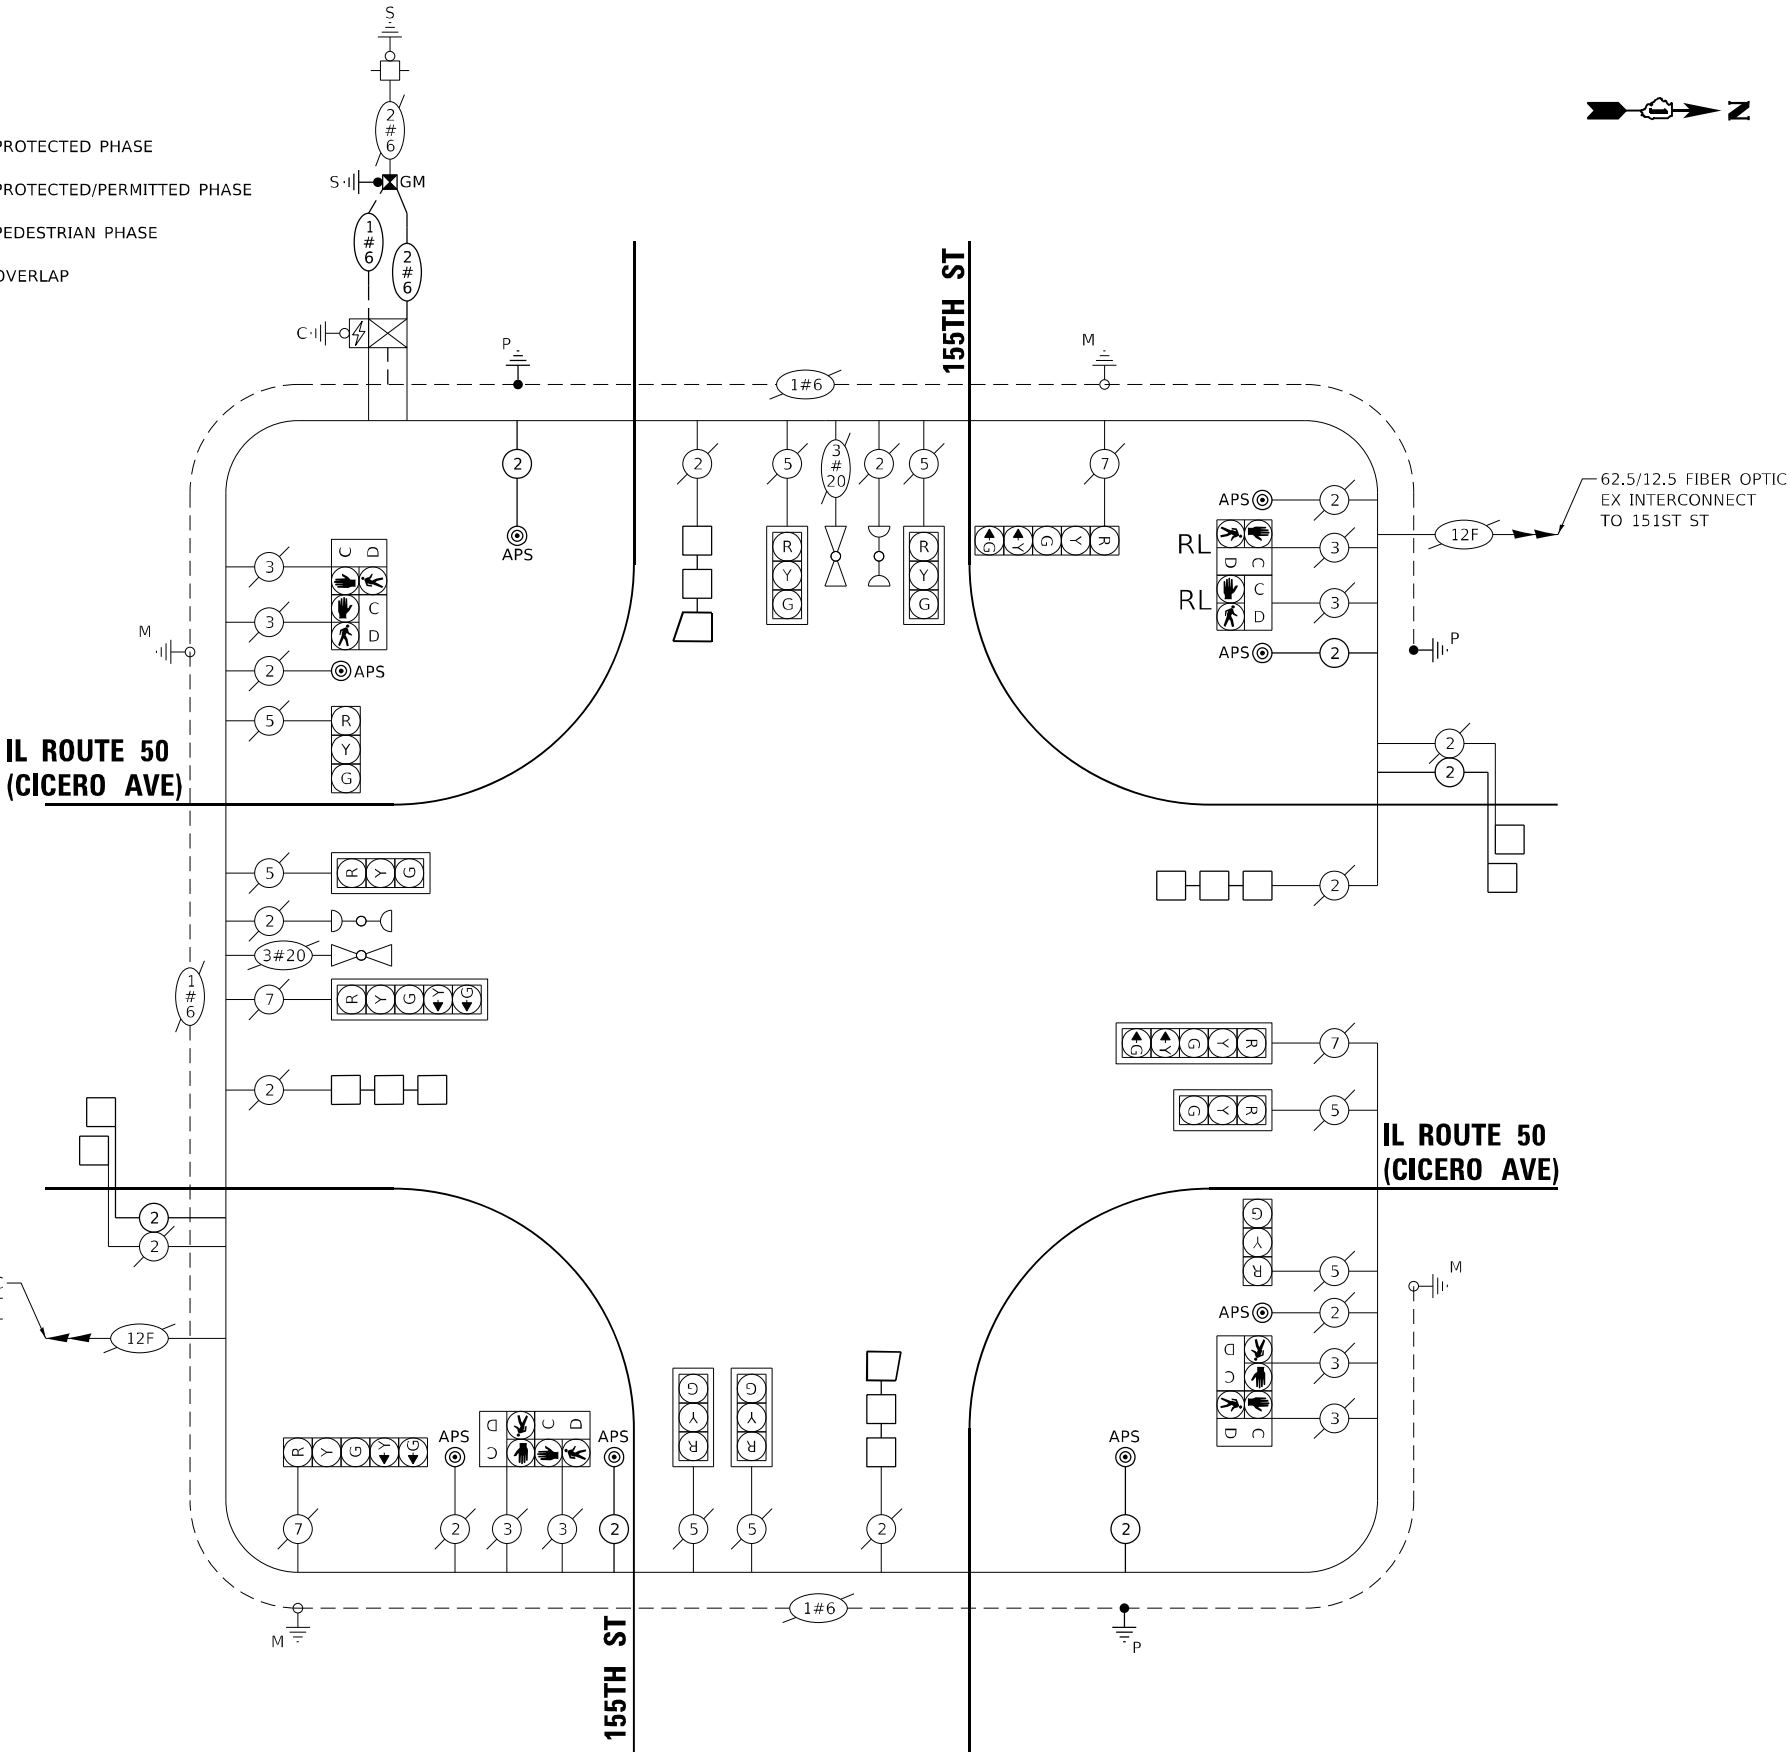 S
2
#
6
N
PROTECTED PHASE
S
GM
PROTECTED/PERMITTED PHASE
1
#
6
2
#
6
PEDESTRIAN PHASE
OVERLAP
C
P
155TH ST
M
1#6
2
2
5
3
#
20
2
5
7
APS
R
Y
G
R
Y
G
G Y G Y R
APS
2
RL
3
D C
RL
C
D
3
APS
2
P
12F
62.5/12.5 FIBER OPTIC
EX INTERCONNECT
TO 151ST ST
3
C D
3
C
D
M
2
APS
5
R
Y
G
IL ROUTE 50
(CICERO AVE)
2
2
2
5
R Y G
2
3#20
7
R Y G Y G
1
#
6
2
G Y G Y R
7
G Y R
5
IL ROUTE 50
(CICERO AVE)
2
2
12F
G
Y
R
5
M
APS
2
D
C
3
D C
3
R Y G Y G
APS
D
C
C D
APS
G
Y
R
G
Y
R
APS
7
2
3
3
2
5
5
2
2
1#6
M
P
155TH ST